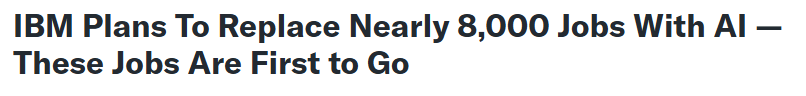 IBM Plans To Replace Nearly 8,000 Jobs With AI —
These Jobs Are First to Go